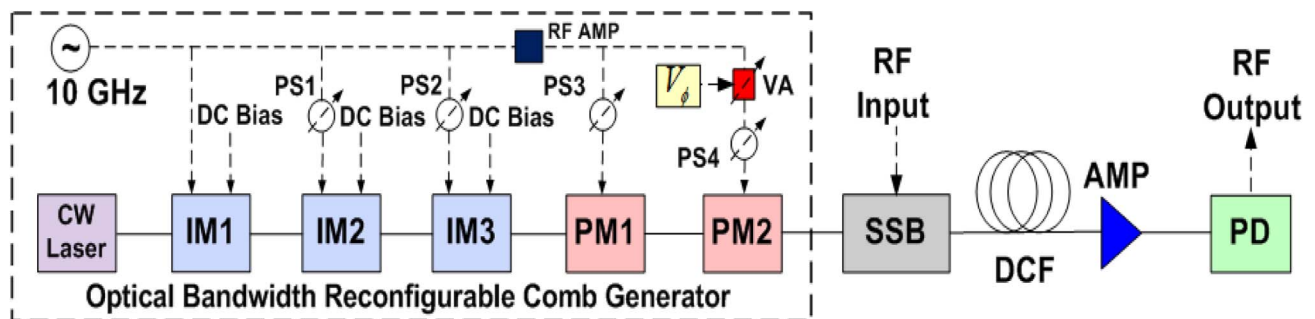 RF AMP
10 GHz
PS1
PS2
PS3
V_ϕ
VA
RF
Input
RF
Output
DC Bias
DC Bias
DC Bias
PS4
AMP
CW
Laser
IM1
IM2
IM3
PM1
PM2
SSB
DCF
PD
Optical Bandwidth Reconfigurable Comb Generator